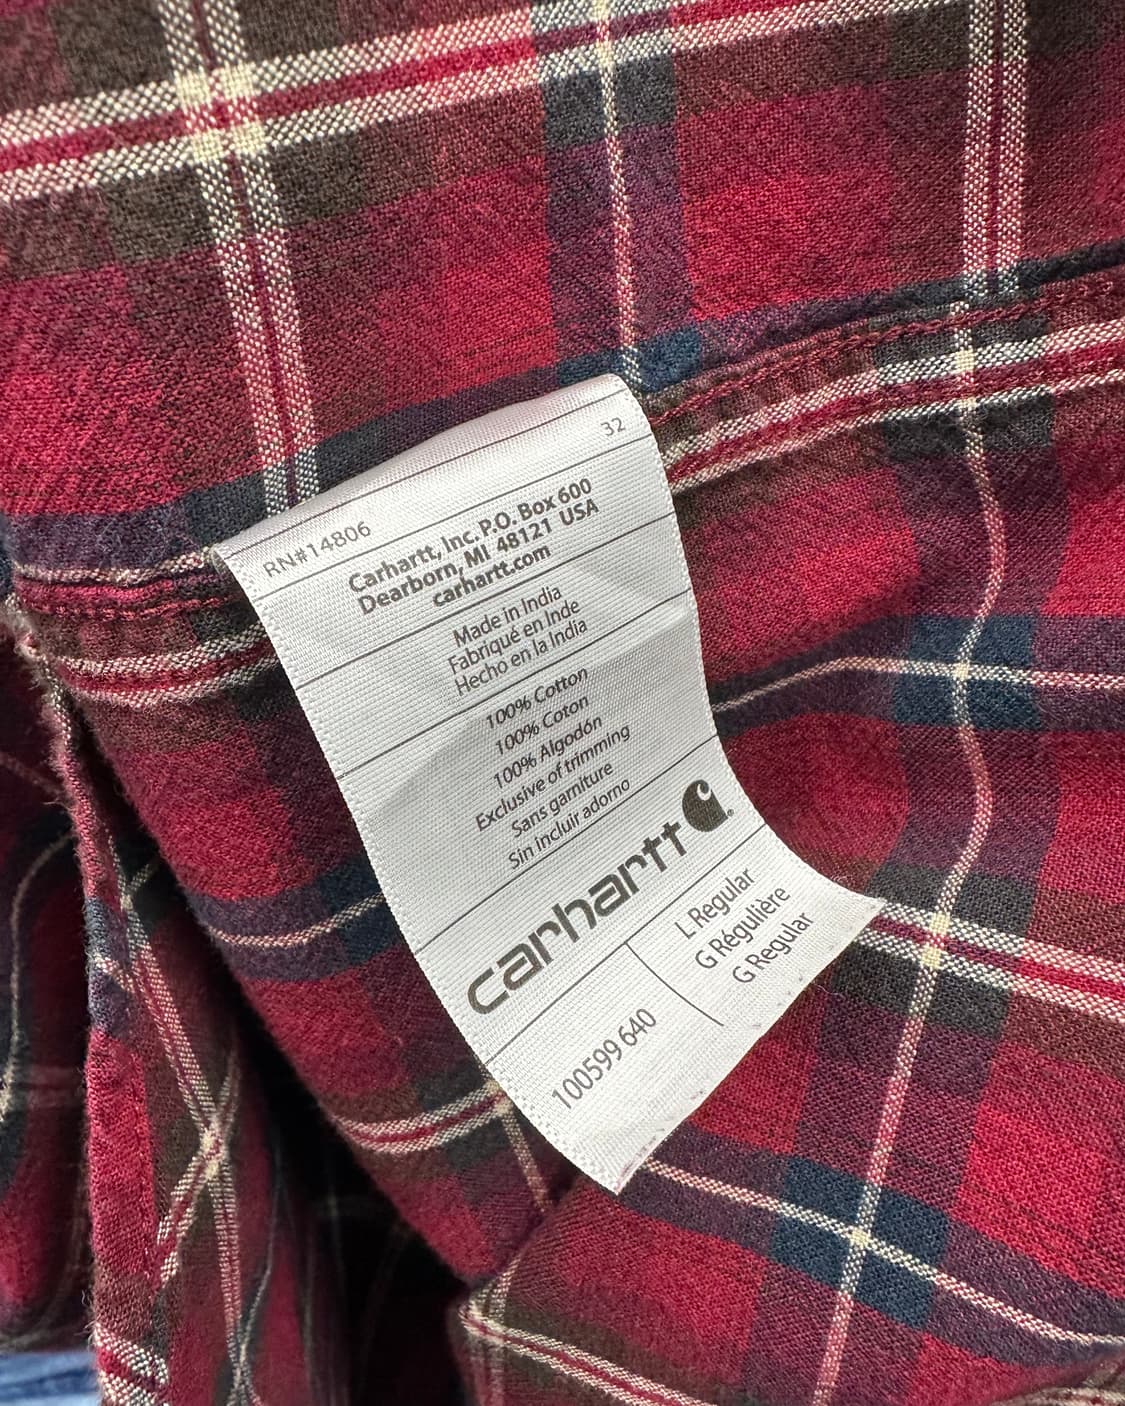 32
RN#14806
Carhartt, Inc. P.O. Box 600
Dearborn, MI 48121 USA
carhartt.com
Made in India
Fabriqué en Inde
Hecho en la India
100% Cotton
100% Coton
100% Algodón
Exclusive of trimming
Sans garniture
Sin incluir adorno
carhartt
L Regular
G Régulière
G Regular
100599 640